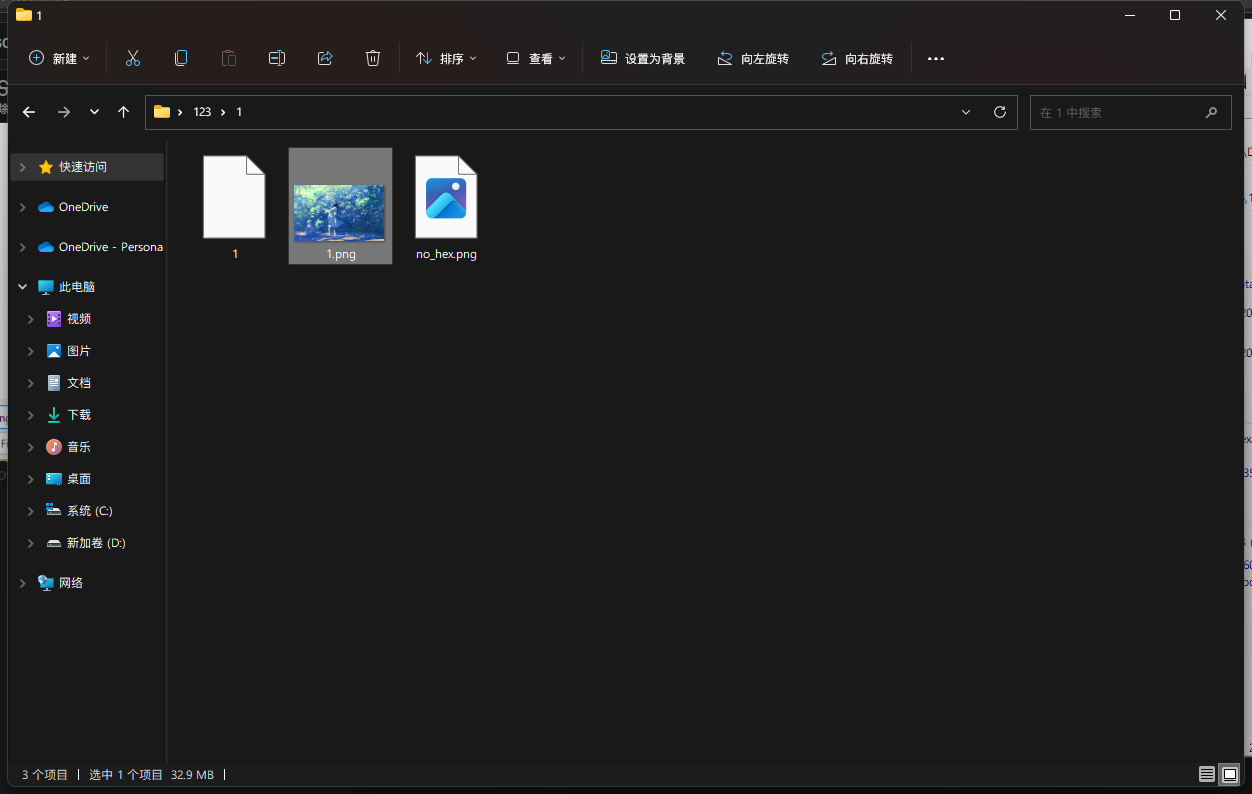 1
新建
排序
查看
设置为背景
向左旋转
向右旋转
123
1
在 1 中搜索
快速访问
OneDrive
OneDrive - Persona
此电脑
视频
图片
文档
下载
音乐
桌面
系统 (C:)
新加卷 (D:)
网络
1
1.png
no_hex.png
3 个项目
选中 1 个项目 32.9 MB